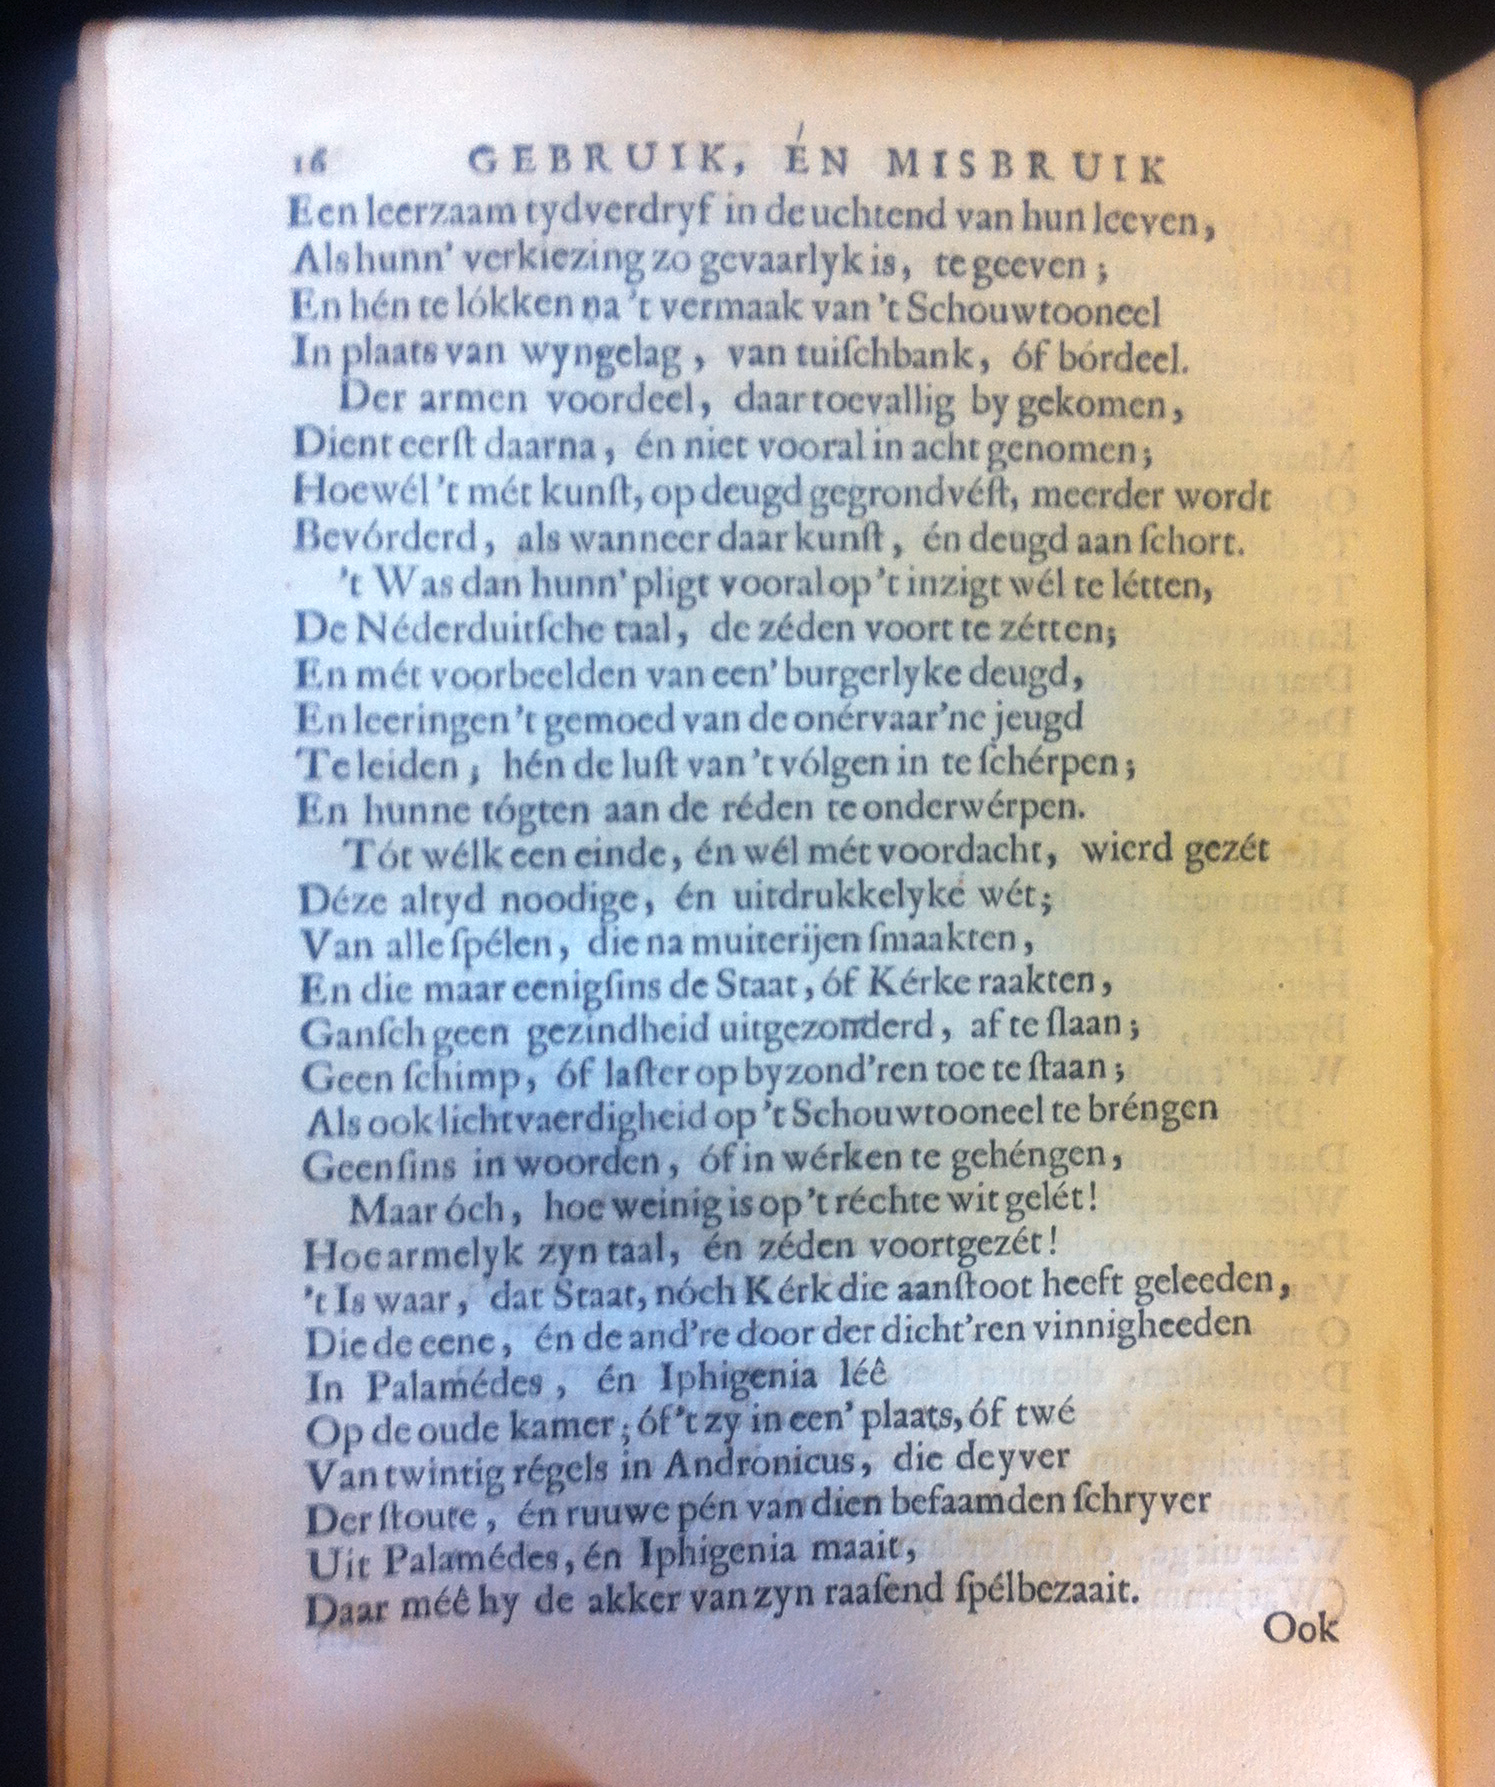 16 GEBRUIK, ÉN MISBRUIK
Een leerzaam tydverdryf in de uchtend van hun leeven,
Als hunn' verkiezing zo gevaarlyk is, te geeven;
En hén te lókken na 't vermaak van 't Schouwtooneel
In plaats van wyngelag, van tuiſchbank, óf bórdeel.
Der armen voordeel, daar toevallig by gekomen,
Dient eerſt daarna, én niet vooral in acht genomen;
Hoewél 't mét kunſt, op deugd gegrondvéſt, meerder wordt
Bevórderd, als wanneer daar kunſt, én deugd aan ſchort.
't Was dan hunn' pligt vooral op 't inzigt wél te létten,
De Néderduitſche taal, de zéden voort te zétten;
En mét voorbeelden van een' burgerlyke deugd,
En leeringen 't gemoed van de onérvaar'ne jeugd
Te leiden; hén de luſt van 't vólgen in te ſchérpen;
En hunne tógten aan de réden te onderwérpen.
Tót wélk een einde, én wél mét voordacht, wierd gezét
Déze altyd noodige, én uitdrukkelyke wét;
Van alle ſpélen, die na muiterijen ſmaakten,
En die maar eenigſins de Staat, óf Kérke raakten,
Ganſch geen gezindheid uitgezonderd, af te ſlaan;
Geen ſchimp, óf laſter op byzond'ren toe te ſtaan;
Als ook lichtvaerdigheid op 't Schouwtooneel te bréngen
Geenſins in woorden, óf in wérken te gehéngen,
Maar óch, hoe weinig is op 't réchte wit gelét!
Hoe armelyk zyn taal, én zéden voortgezét!
't Is waar, dat Staat, nóch Kérk die aanſtoot heeft geleeden,
Die de eene, én de and're door der dicht'ren vinnigheeden
In Palamédes, én Iphigenia léê
Op de oude kamer; óf 't zy in een' plaats, óf twé
Van twintig régels in Andronicus, die de yver
Der ſtoute, én ruuwe pén van dien befaamden ſchryver
Uit Palamédes, én Iphigenia maait,
Daar méê hy de akker van zyn raaſend ſpél bezaait.
Ook